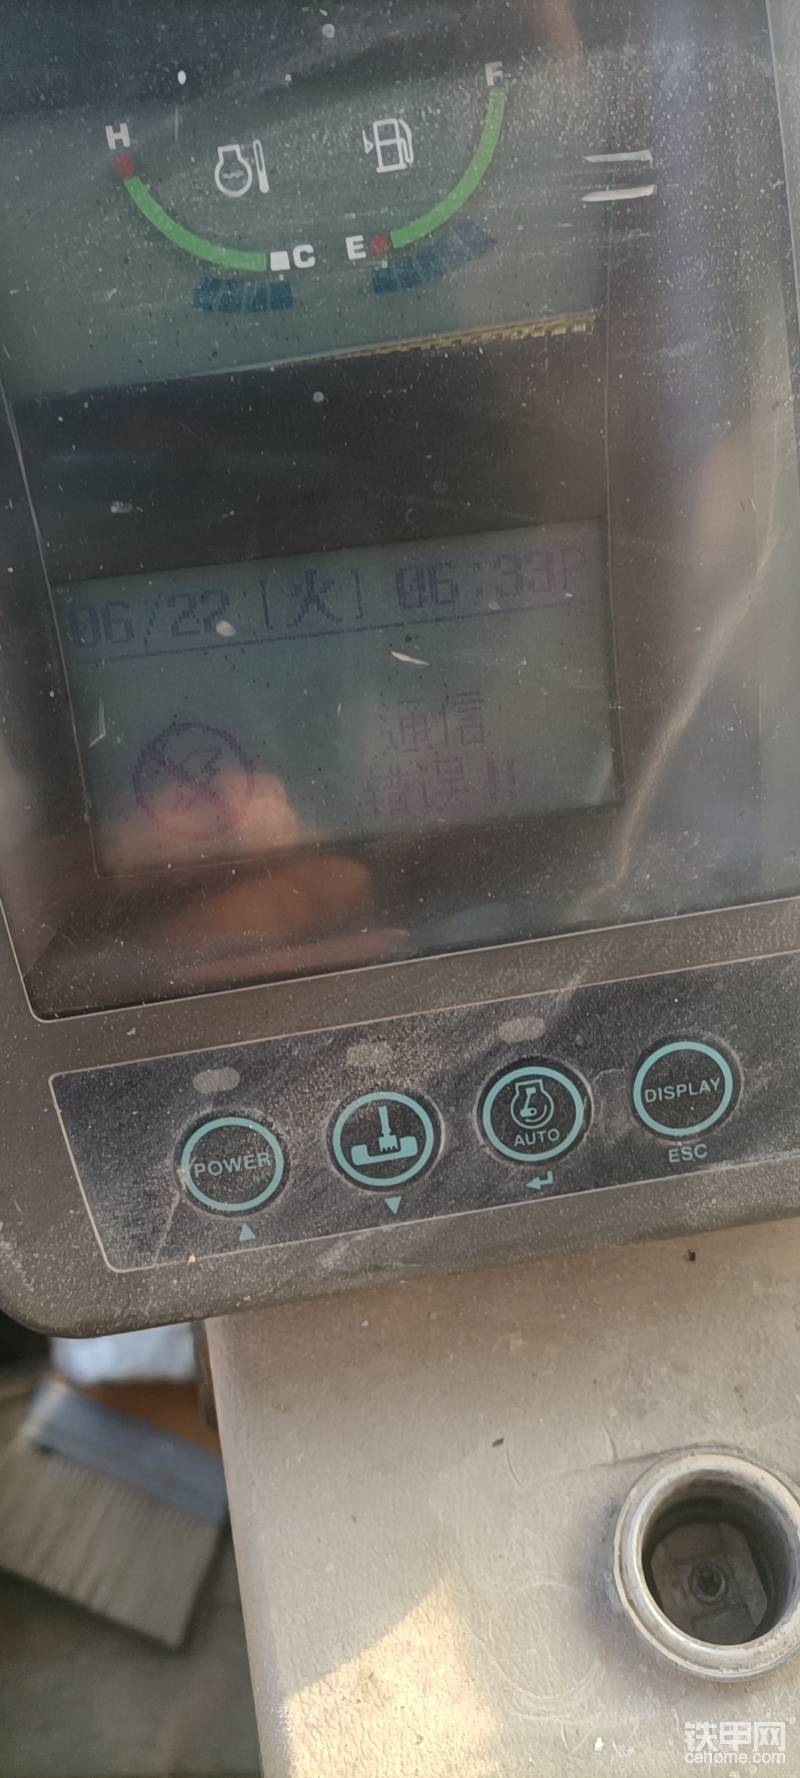 H F
C E
06/22 [火] 06:33P
通信
错误!!
POWER AUTO DISPLAY
ESC
铁甲网
cehome.com